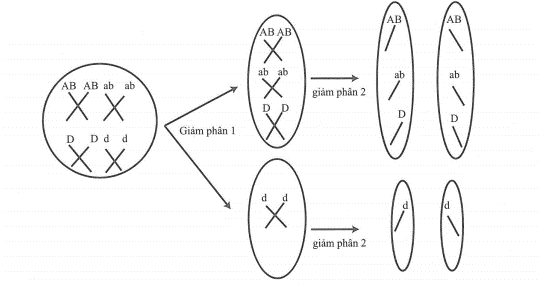 AB AB ab ab
D D d d
Giảm phân 1
AB AB
ab ab
D D
giảm phân 2
AB
ab
D
AB
ab
D
d d
giảm phân 2
d
d